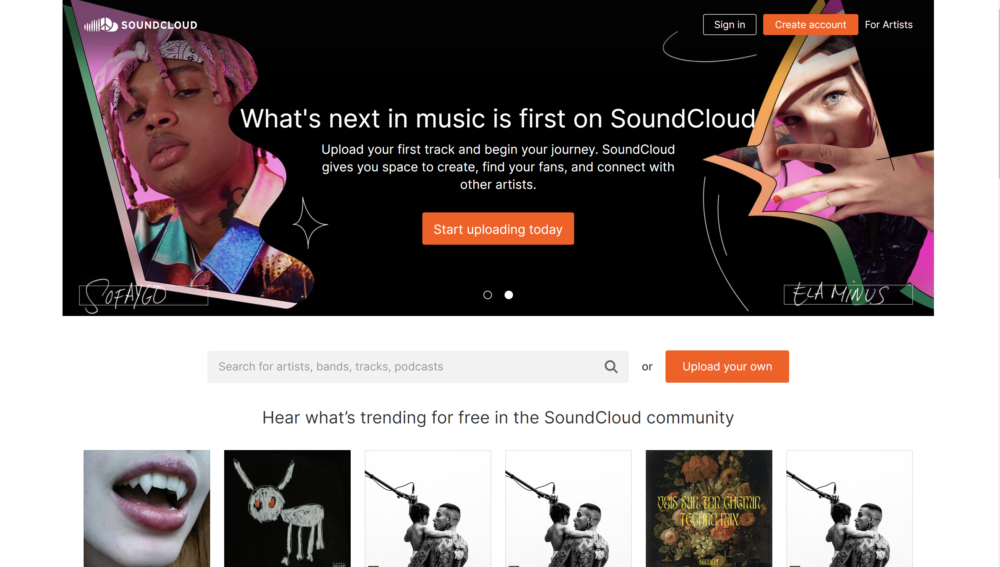 SOUNDCLOUD
Sign in
Create account
For Artists
What's next in music is first on SoundCloud
Upload your first track and begin your journey. SoundCloud
gives you space to create, find your fans, and connect with
other artists.
Start uploading today
SOFAYGO
ELA MINUS
Search for artists, bands, tracks, podcasts
or
Upload your own
Hear what’s trending for free in the SoundCloud community
VOIS SUR TON CHEMIN
TECHNO MIX
BENNETT
PARENTAL
ADVISORY